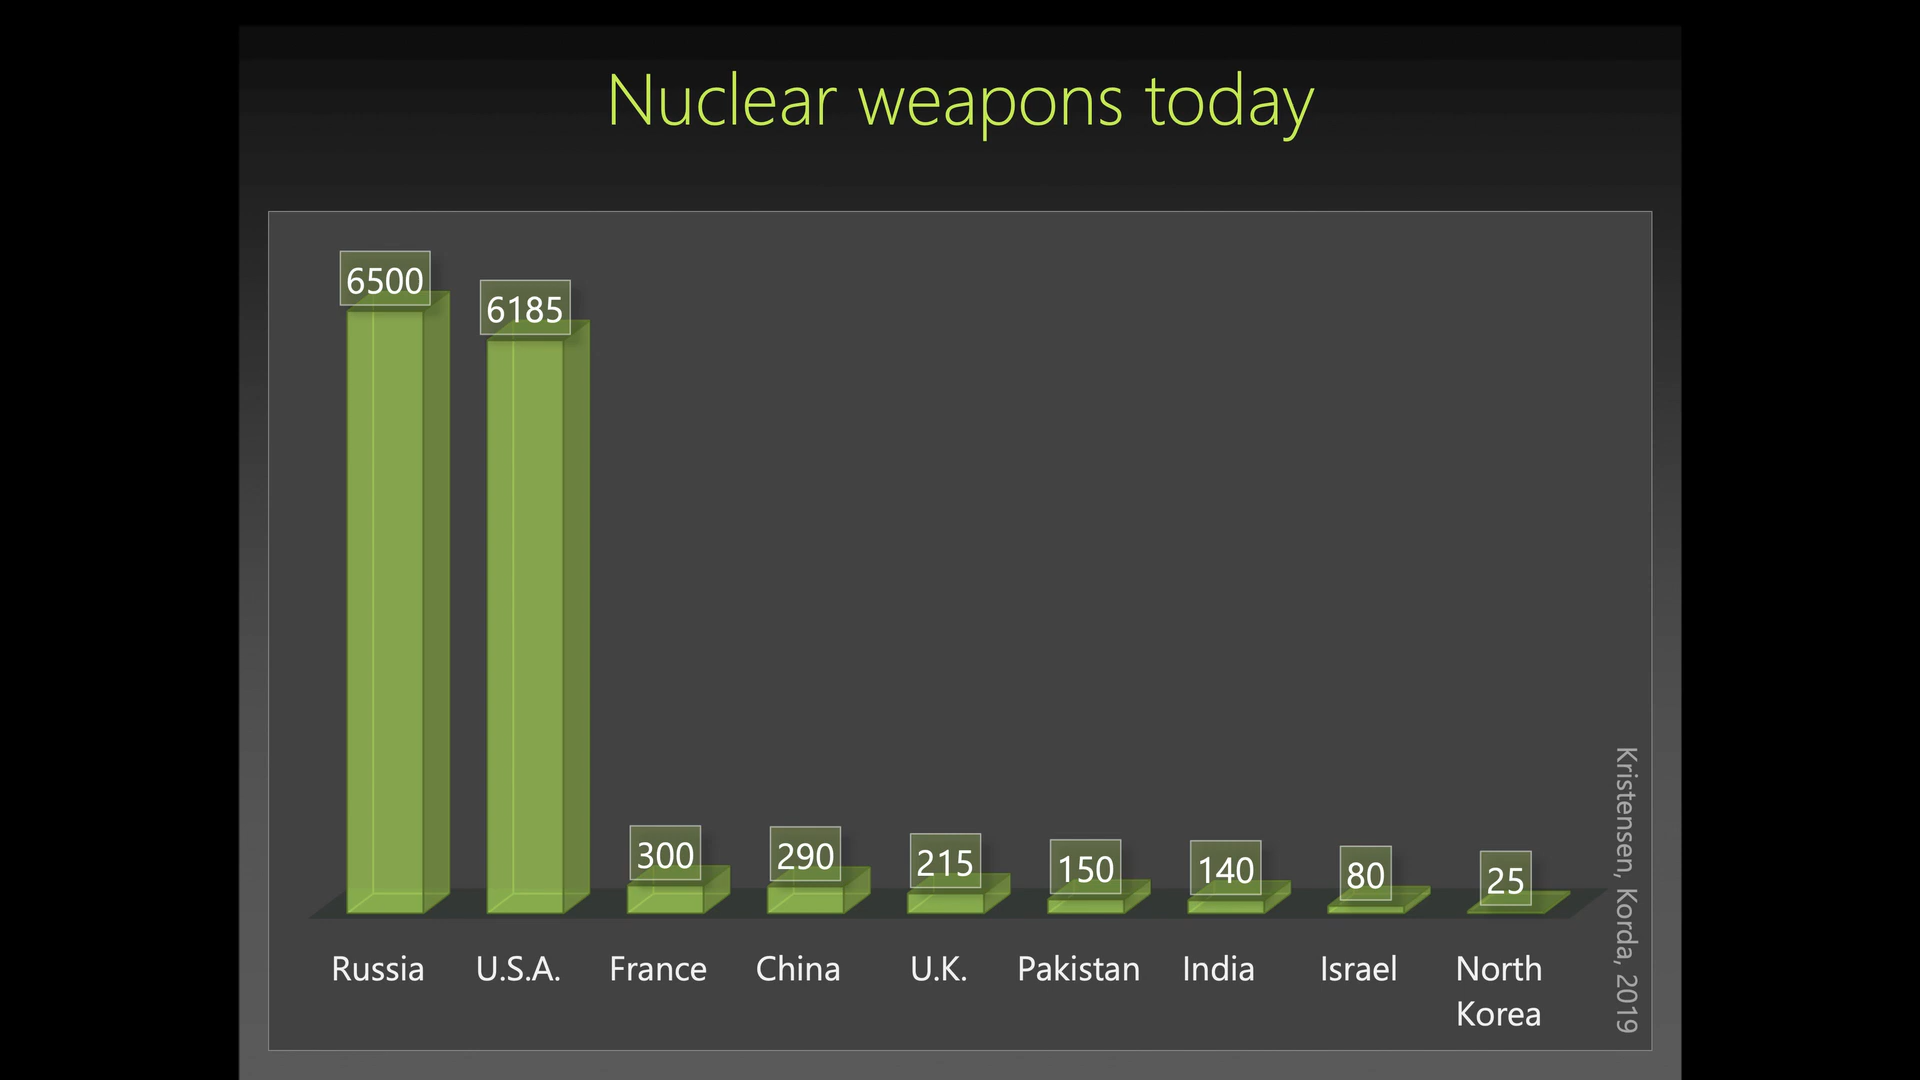 Nuclear weapons today
6500
6185
300
290
215
150
140
80
25
Russia
U.S.A.
France
China
U.K.
Pakistan
India
Israel
North
Korea
Kristensen, Korda, 2019